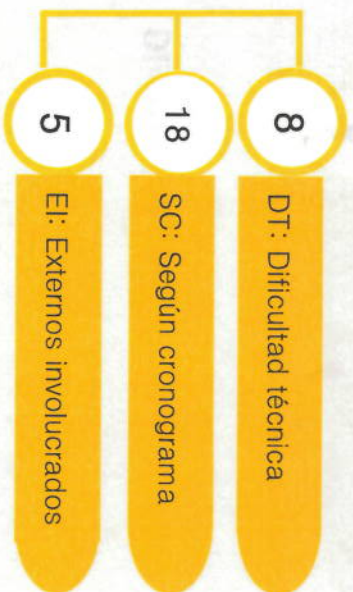 8
DT: Dificultad técnica
18
SC: Según cronograma
5
EI: Externos involucrados